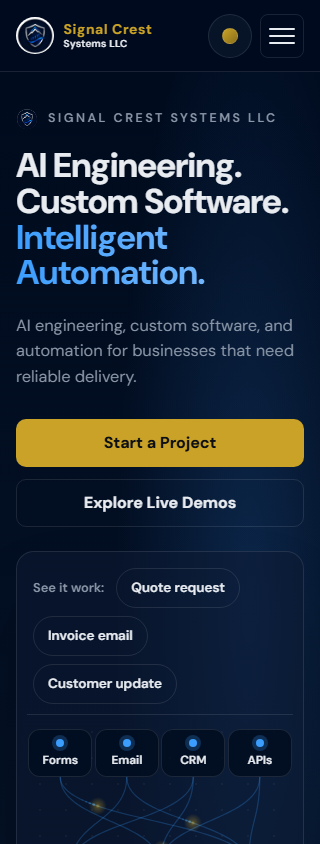 Signal Crest
Systems LLC
SIGNAL CREST SYSTEMS LLC
AI Engineering.
Custom Software.
Intelligent
Automation.
AI engineering, custom software, and
automation for businesses that need
reliable delivery.
Start a Project
Explore Live Demos
See it work: Quote request
Invoice email
Customer update
Forms Email CRM APIs